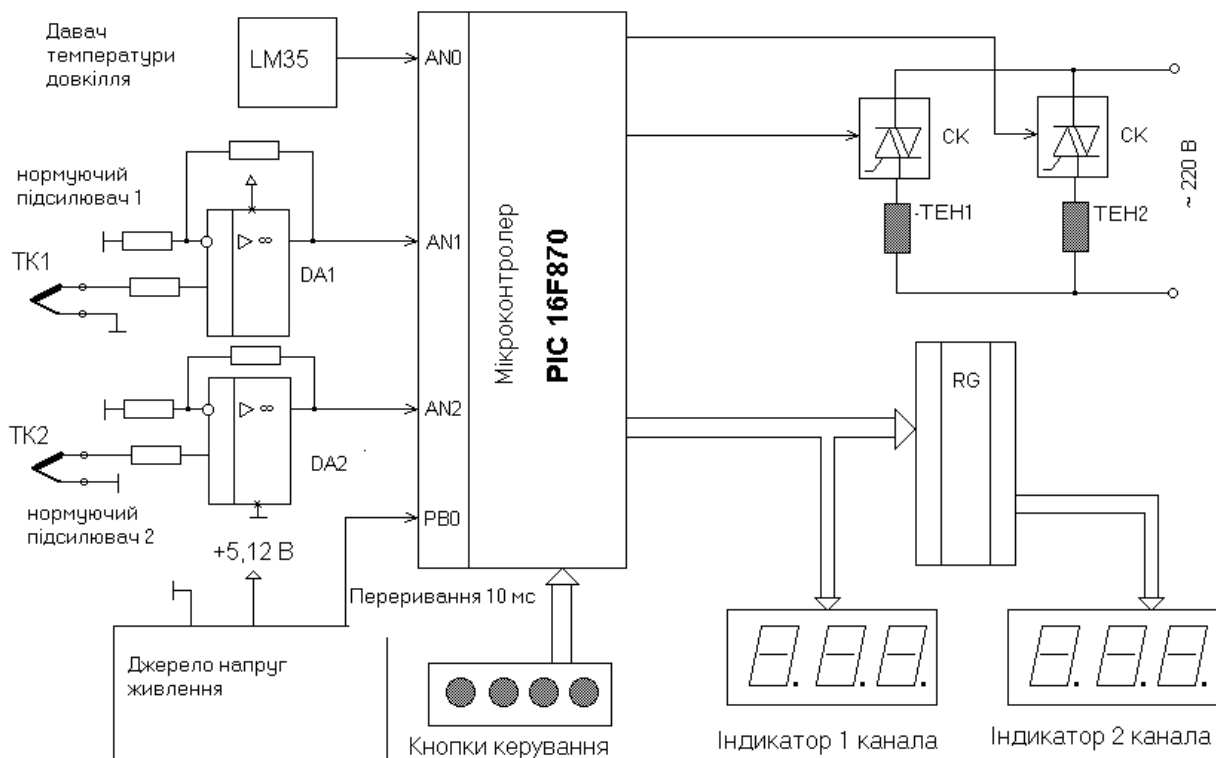 Давач
температури
довкілля
LM35
AN0
СК
СК
нормуючий
підсилювач 1
~ 220 В
-ТЕН1
ТЕН2
▷ ∞
AN1
DA1
ТК1
Мікроконтролер
PIC 16F870
RG
▷ ∞
AN2
ТК2
DA2
нормуючий
підсилювач 2
PB0
+5,12 В
Переривання 10 мс
Джерело напруг
живлення
Кнопки керування
Індикатор 1 канала
Індикатор 2 канала